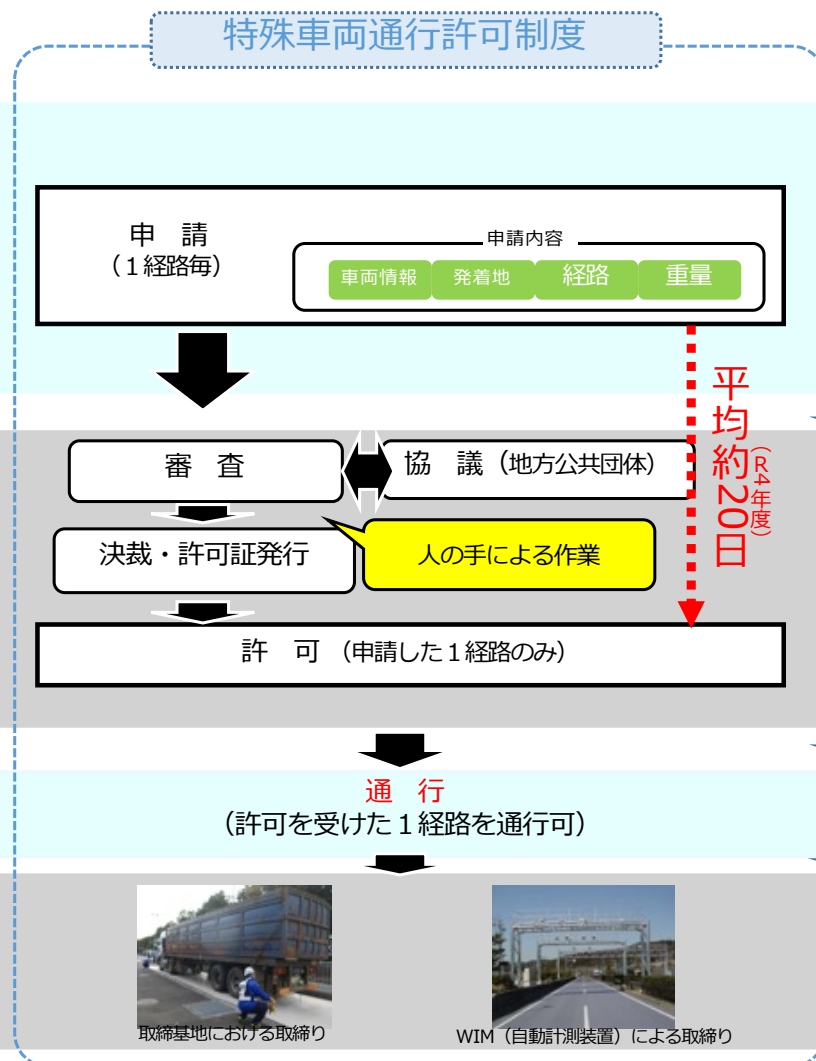 特殊車両通行許可制度
申　請
（１経路毎）
申請内容
車両情報
発着地
経路
重量
平均約20日
（R4年度）
審　査
協　議（地方公共団体）
決裁・許可証発行
人の手による作業
許　可（申請した１経路のみ）
通　行
（許可を受けた１経路を通行可）
取締基地における取締り
WIM（自動計測装置）による取締り